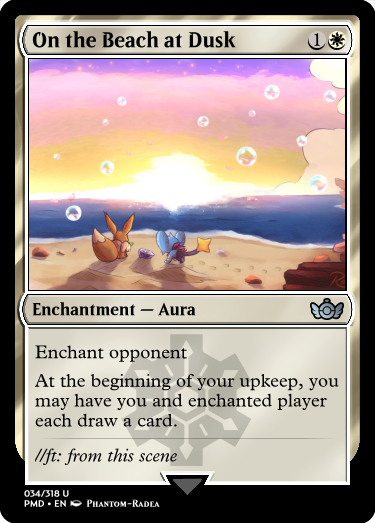 On the Beach at Dusk 1
Enchantment — Aura
Enchant opponent
At the beginning of your upkeep, you
may have you and enchanted player
each draw a card.
//ft: from this scene
034/318 U
PMD • EN Phantom-Radea